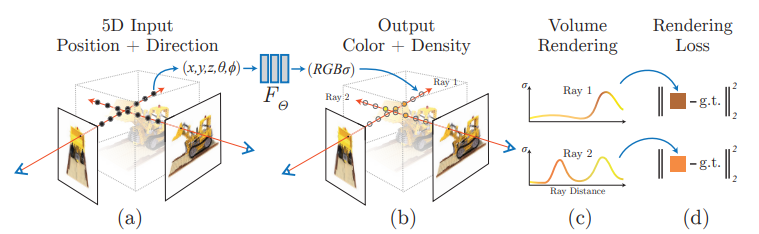 5D Input
Position + Direction
Output
Color + Density
Volume
Rendering
Rendering
Loss
(x,y,z,θ,ϕ)
F_Θ
(RGBσ)
Ray 1
Ray 2
σ
Ray 1
σ
Ray 2
Ray Distance
‖ – g.t. ‖₂²
‖ – g.t. ‖₂²
(a)
(b)
(c)
(d)